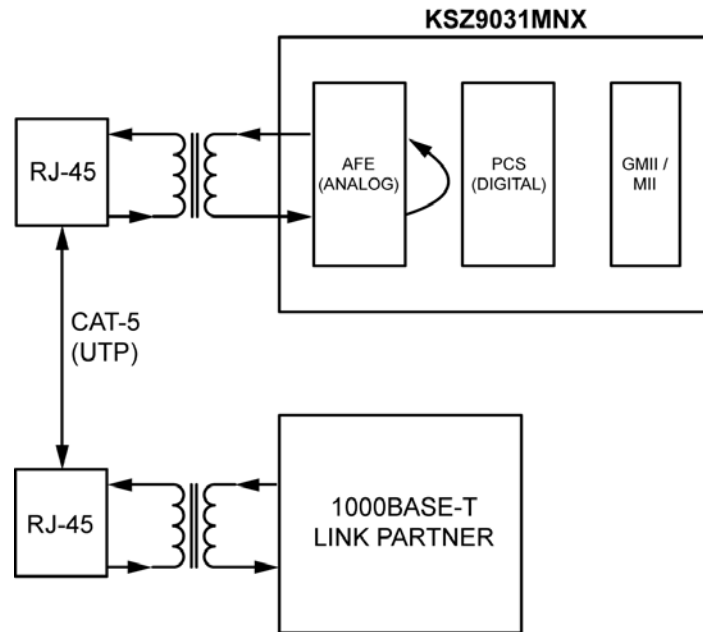 KSZ9031MNX
RJ-45
AFE
(ANALOG)
PCS
(DIGITAL)
GMII /
MII
CAT-5
(UTP)
RJ-45
1000BASE-T
LINK PARTNER